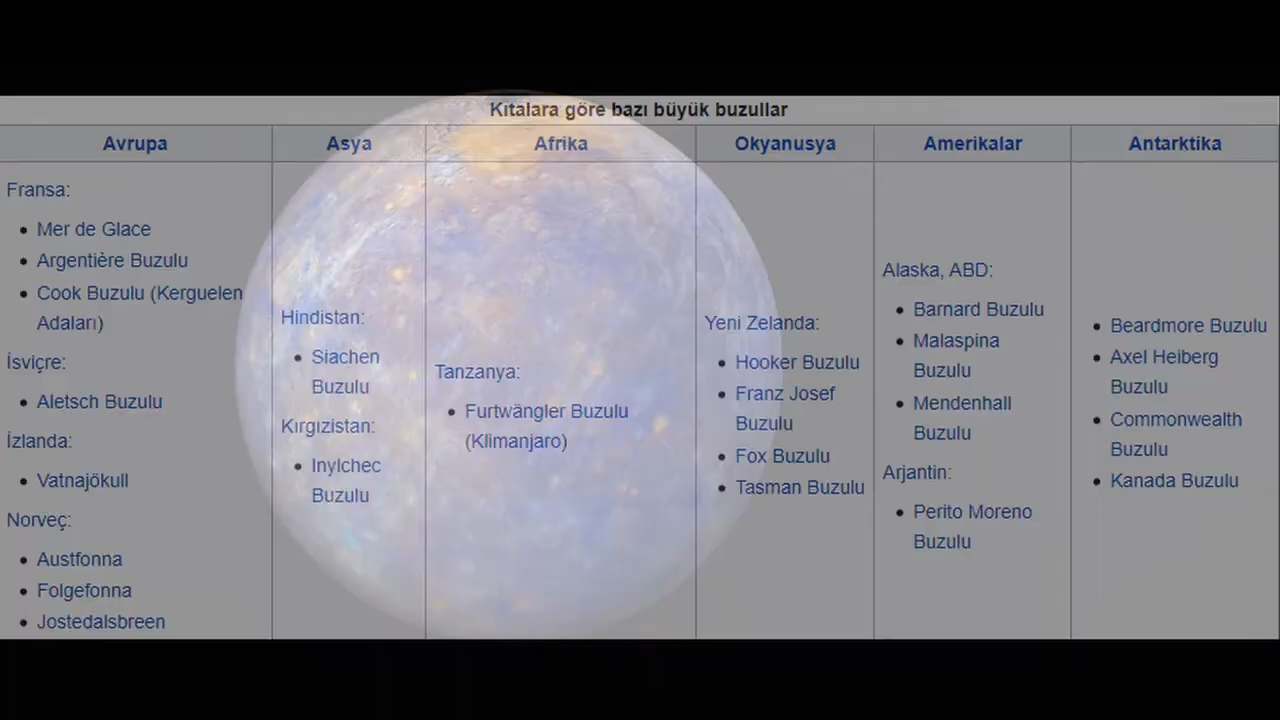 Kıtalara göre bazı büyük buzullar
Avrupa
Asya
Afrika
Okyanusya
Amerikalar
Antarktika
Fransa:
Mer de Glace
Argentière Buzulu
Cook Buzulu (Kerguelen
Adaları)
İsviçre:
Aletsch Buzulu
İzlanda:
Vatnajökull
Norveç:
Austfonna
Folgefonna
Jostedalsbreen
Hindistan:
Siachen
Buzulu
Kırgızistan:
Inylchec
Buzulu
Tanzanya:
Furtwängler Buzulu
(Klimanjaro)
Yeni Zelanda:
Hooker Buzulu
Franz Josef
Buzulu
Fox Buzulu
Tasman Buzulu
Alaska, ABD:
Barnard Buzulu
Malaspina
Buzulu
Mendenhall
Buzulu
Arjantin:
Perito Moreno
Buzulu
Beardmore Buzulu
Axel Heiberg
Buzulu
Commonwealth
Buzulu
Kanada Buzulu